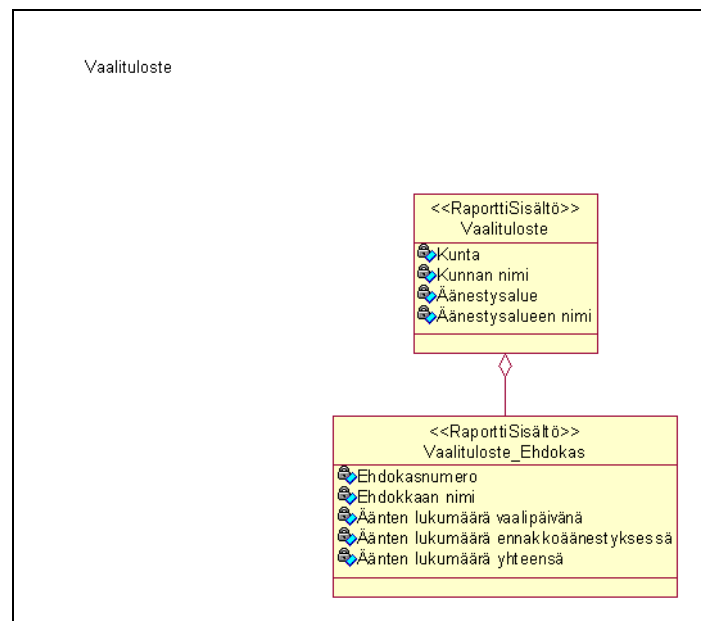 Vaalituloste
<<RaporttiSisältö>>
Vaalituloste
Kunta
Kunnan nimi
Äänestysalue
Äänestysalueen nimi
<<RaporttiSisältö>>
Vaalituloste_Ehdokas
Ehdokasnumero
Ehdokkaan nimi
Äänten lukumäärä vaalipäivänä
Äänten lukumäärä ennakkoäänestyksessä
Äänten lukumäärä yhteensä